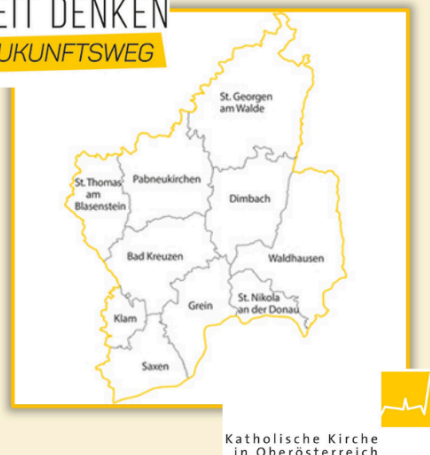 EIT DENKEN
UKUNFTSWEG
St. Georgen
am Walde
St. Thomas
am
Blasenstein
Pabneukirchen
Dimbach
Bad Kreuzen
Waldhausen
Klam
Grein
St. Nikola
an der Donau
Saxen
Katholische Kirche
in Oberösterreich